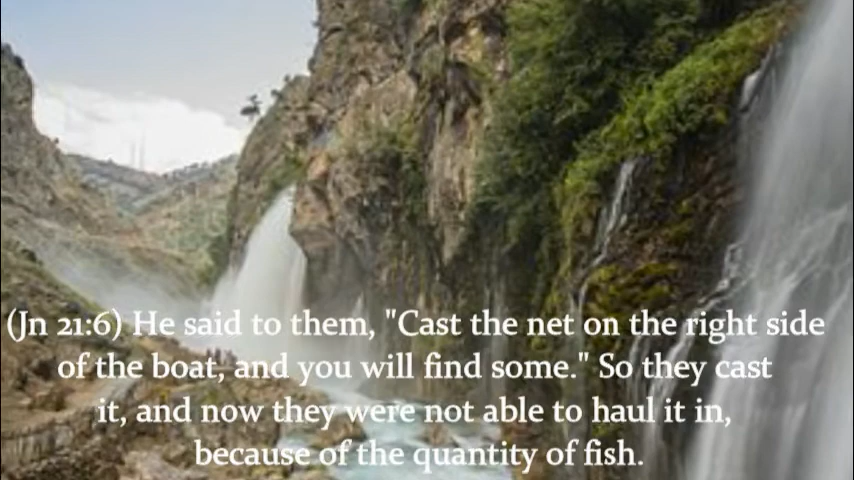 (Jn 21:6) He said to them, "Cast the net on the right side
of the boat, and you will find some." So they cast
it, and now they were not able to haul it in,
because of the quantity of fish.